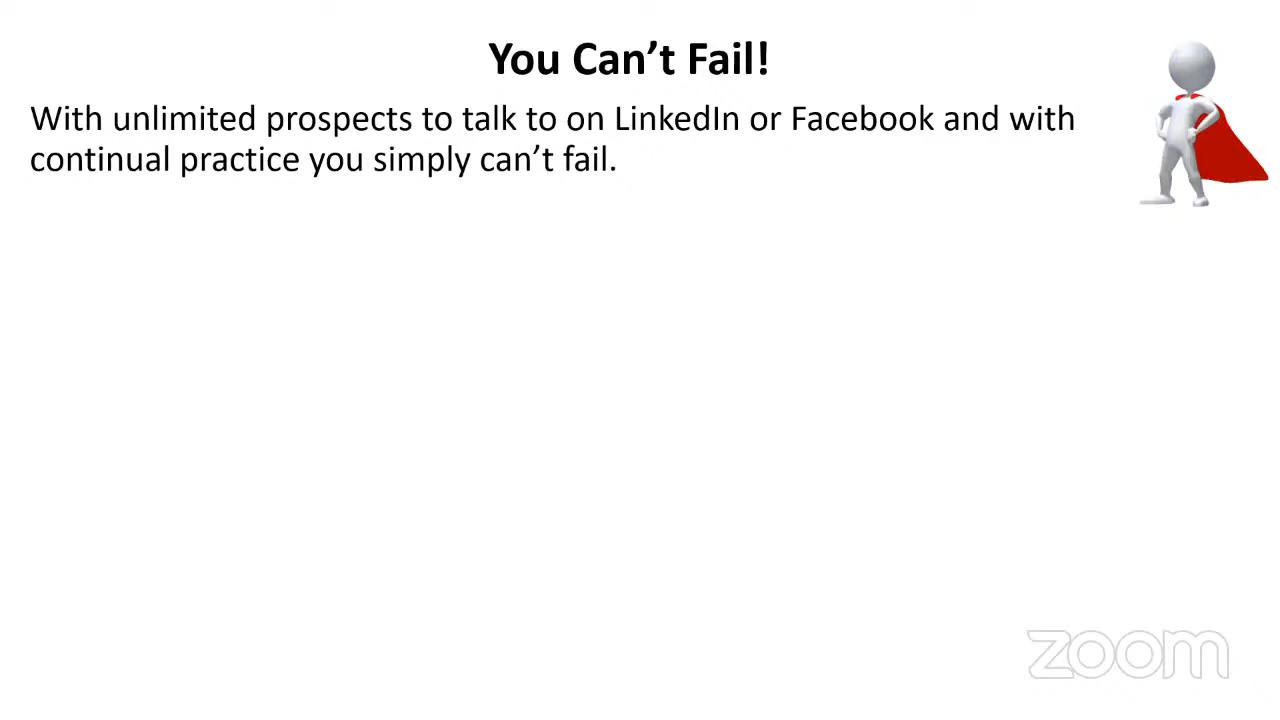 You Can’t Fail!
With unlimited prospects to talk to on LinkedIn or Facebook and with
continual practice you simply can’t fail.
zoom